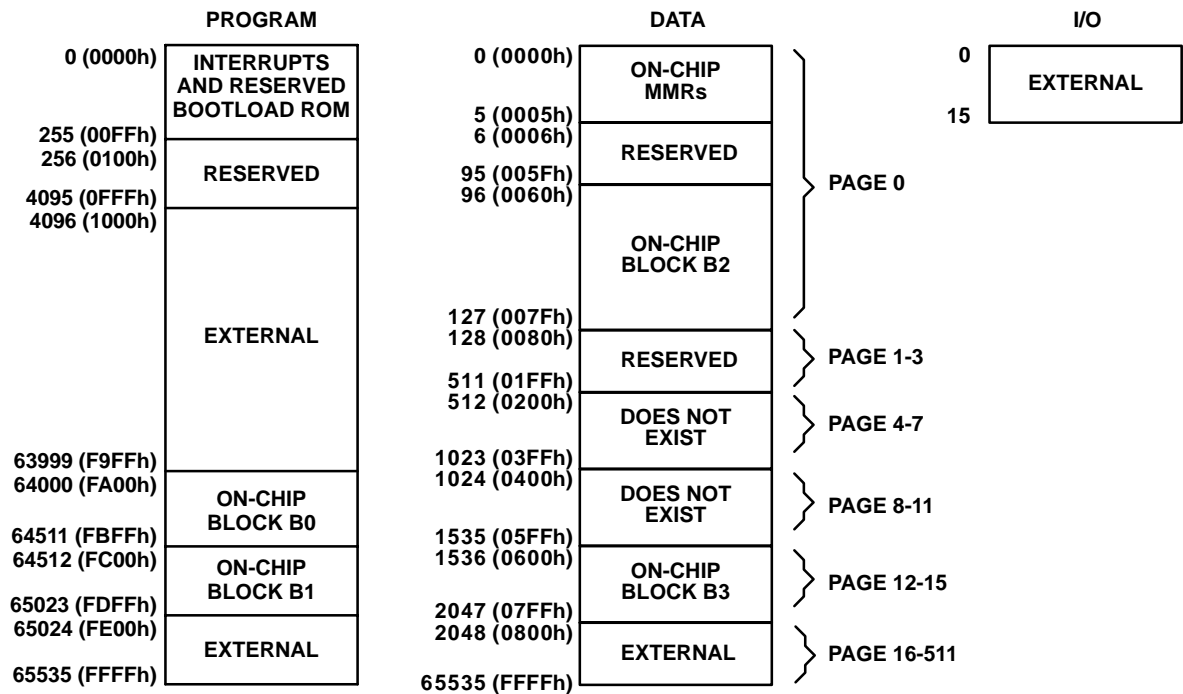 PROGRAM
0 (0000h)
INTERRUPTS
AND RESERVED
BOOTLOAD ROM
255 (00FFh)
256 (0100h)
RESERVED
4095 (0FFFh)
4096 (1000h)
EXTERNAL
63999 (F9FFh)
64000 (FA00h)
ON-CHIP
BLOCK B0
64511 (FBFFh)
64512 (FC00h)
ON-CHIP
BLOCK B1
65023 (FDFFh)
65024 (FE00h)
EXTERNAL
65535 (FFFFh)
DATA
0 (0000h)
ON-CHIP
MMRs
5 (0005h)
6 (0006h)
RESERVED
95 (005Fh)
96 (0060h)
ON-CHIP
BLOCK B2
127 (007Fh)
PAGE 0
128 (0080h)
RESERVED
511 (01FFh)
PAGE 1-3
512 (0200h)
DOES NOT
EXIST
1023 (03FFh)
PAGE 4-7
1024 (0400h)
DOES NOT
EXIST
1535 (05FFh)
PAGE 8-11
1536 (0600h)
ON-CHIP
BLOCK B3
2047 (07FFh)
PAGE 12-15
2048 (0800h)
EXTERNAL
65535 (FFFFh)
PAGE 16-511
I/O
0
EXTERNAL
15